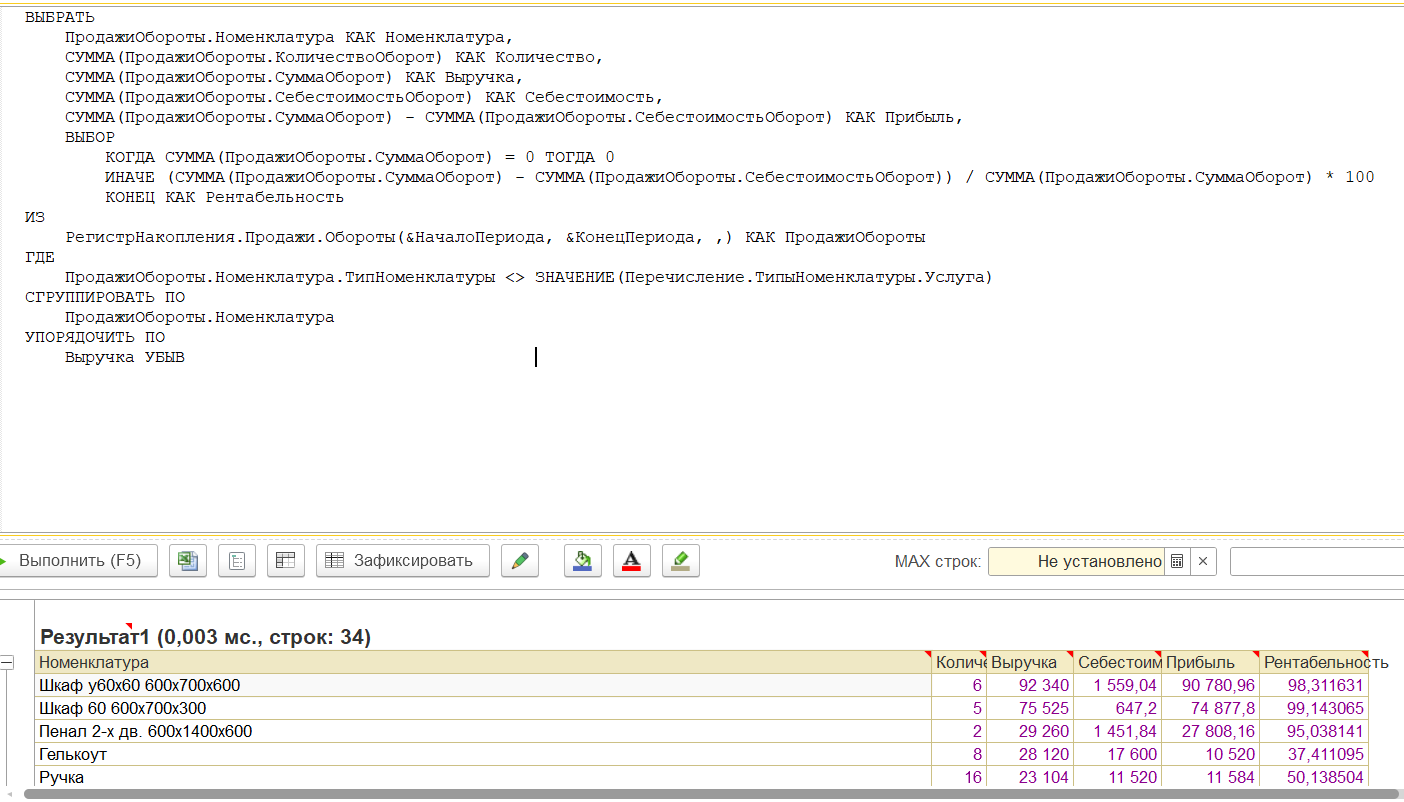 ВЫБРАТЬ
ПродажиОбороты.Номенклатура КАК Номенклатура,
СУММА(ПродажиОбороты.КоличествоОборот) КАК Количество,
СУММА(ПродажиОбороты.СуммаОборот) КАК Выручка,
СУММА(ПродажиОбороты.СебестоимостьОборот) КАК Себестоимость,
СУММА(ПродажиОбороты.СуммаОборот) - СУММА(ПродажиОбороты.СебестоимостьОборот) КАК Прибыль,
ВЫБОР
КОГДА СУММА(ПродажиОбороты.СуммаОборот) = 0 ТОГДА 0
ИНАЧЕ (СУММА(ПродажиОбороты.СуммаОборот) - СУММА(ПродажиОбороты.СебестоимостьОборот)) / СУММА(ПродажиОбороты.СуммаОборот) * 100
КОНЕЦ КАК Рентабельность
ИЗ
РегистрНакопления.Продажи.Обороты(&НачалоПериода, &КонецПериода, ,) КАК ПродажиОбороты
ГДЕ
ПродажиОбороты.Номенклатура.ТипНоменклатуры <> ЗНАЧЕНИЕ(Перечисление.ТипыНоменклатуры.Услуга)
СГРУППИРОВАТЬ ПО
ПродажиОбороты.Номенклатура
УПОРЯДОЧИТЬ ПО
Выручка УБЫВ
Выполнить (F5) Зафиксировать МАХ строк: Не установлено
Результат1 (0,003 мс., строк: 34)
Номенклатура Количе Выручка Себестоим Прибыль Рентабельность
Шкаф у60х60 600х700х600 6 92 340 1 559,04 90 780,96 98,311631
Шкаф 60 600х700х300 5 75 525 647,2 74 877,8 99,143065
Пенал 2-х дв. 600х1400х600 2 29 260 1 451,84 27 808,16 95,038141
Гелькоут 8 28 120 17 600 10 520 37,411095
Ручка 16 23 104 11 520 11 584 50,138504